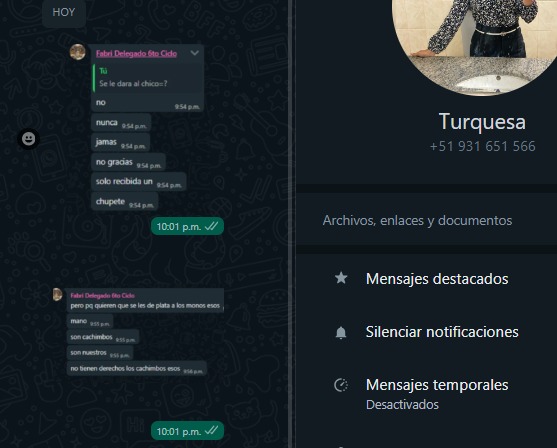 HOY
Fabri Delegado 6to Ciclo
Tú
Se le dara al chico=?
no
9:54 p.m.
nunca 9:54 p.m.
jamas 9:54 p.m.
no gracias 9:54 p.m.
solo recibida un 9:54 p.m.
chupete 9:54 p.m.
10:01 p.m.
Fabri Delegado 6to Ciclo
pero pq quieren que se les de plata a los monos esos
mano 9:55 p.m.
son cachimbos 9:55 p.m.
son nuestros 9:55 p.m.
no tienen derechos los cachimbos esos 9:56 p.m.
10:01 p.m.
Turquesa
+51 931 651 566
Archivos, enlaces y documentos
Mensajes destacados
Silenciar notificaciones
Mensajes temporales
Desactivados